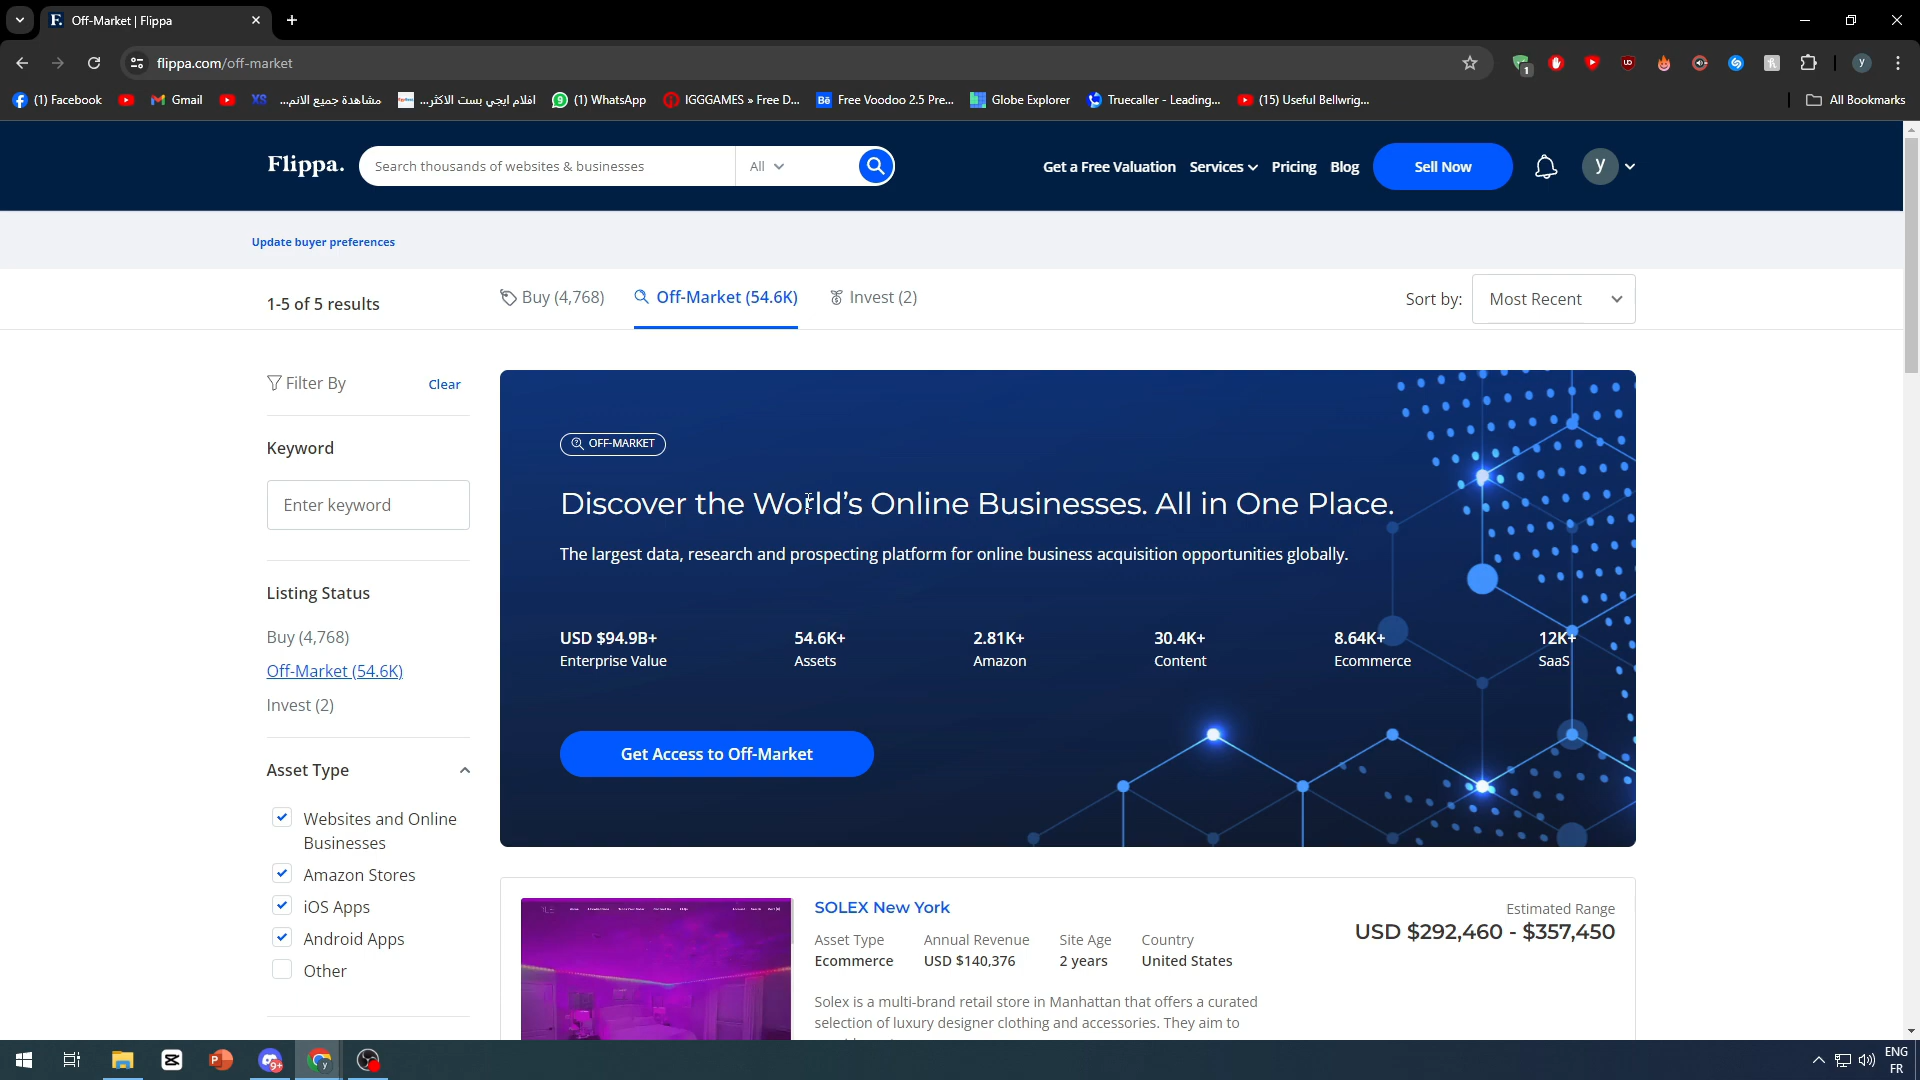 Off-Market | Flippa
flippa.com/off-market
(1) Facebook
Gmail
مشاهدة جميع الانم...
افلام ايجي بست الاكثر...
(1) WhatsApp
IGGGAMES » Free D...
Free Voodoo 2.5 Pre...
Globe Explorer
Truecaller - Leading...
(15) Useful Bellwrig...
All Bookmarks
Flippa.
Search thousands of websites & businesses
All
Get a Free Valuation
Services
Pricing
Blog
Sell Now
y
Update buyer preferences
1-5 of 5 results
Buy (4,768)
Off-Market (54.6K)
Invest (2)
Sort by:
Most Recent
Filter By
Clear
Keyword
Enter keyword
Listing Status
Buy (4,768)
Off-Market (54.6K)
Invest (2)
Asset Type
Websites and Online
Businesses
Amazon Stores
iOS Apps
Android Apps
Other
OFF-MARKET
Discover the World's Online Businesses. All in One Place.
The largest data, research and prospecting platform for online business acquisition opportunities globally.
USD $94.9B+
Enterprise Value
54.6K+
Assets
2.81K+
Amazon
30.4K+
Content
8.64K+
Ecommerce
12K+
SaaS
Get Access to Off-Market
SOLEX New York
Asset Type
Ecommerce
Annual Revenue
USD $140,376
Site Age
2 years
Country
United States
Estimated Range
USD $292,460 - $357,450
Solex is a multi-brand retail store in Manhattan that offers a curated
selection of luxury designer clothing and accessories. They aim to
ENG
FR